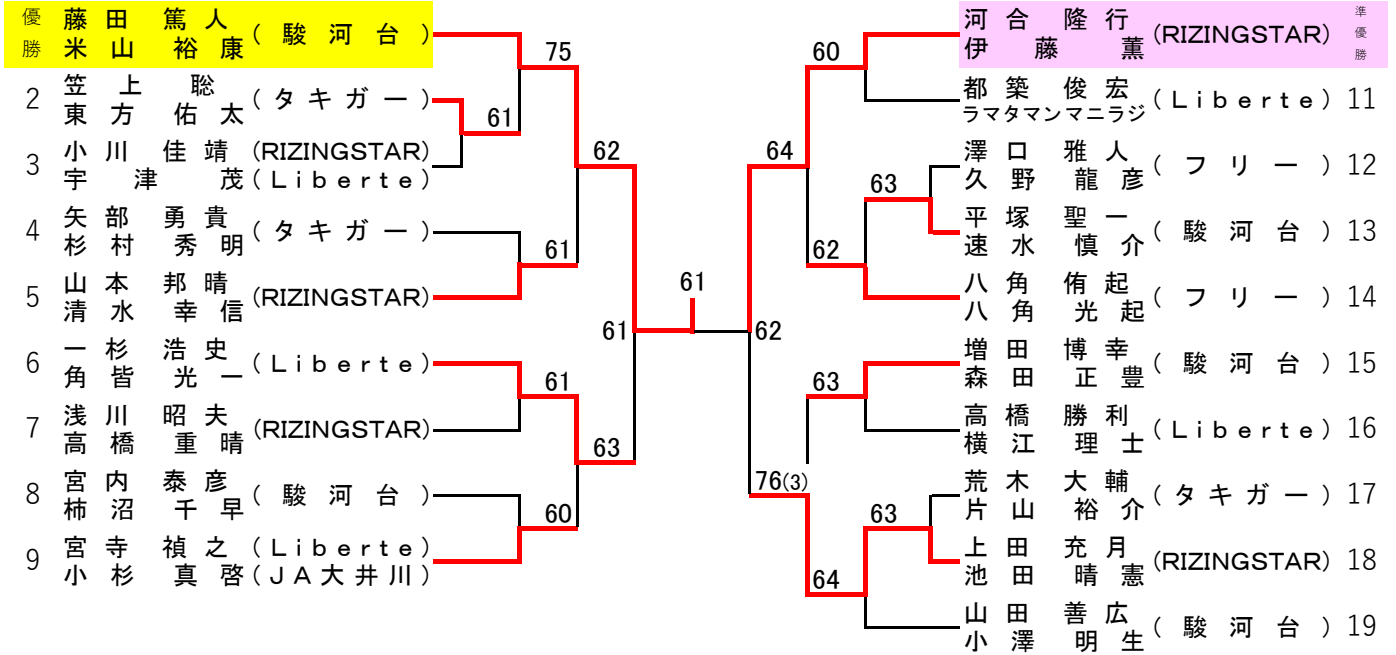 優勝 藤田 篤人 米山 裕康 (駿河台)
2 笠上 聡 東方 佑太 (タキガー)
3 小川 佳靖 (RIZINGSTAR) 宇津 茂 (Liberte)
4 矢部 勇貴 杉村 秀明 (タキガー)
5 山本 邦晴 清水 幸信 (RIZINGSTAR)
6 一杉 浩史 角皆 光一 (Liberte)
7 浅川 昭夫 高橋 重晴 (RIZINGSTAR)
8 宮内 泰彦 柿沼 千早 (駿河台)
9 宮寺 禎之 (Liberte) 小杉 真啓 (JA大井川)
75
61
62
61
61
61
63
60
61
60
64
63
62
62
63
76(3)
63
64
河合 隆行 伊藤 薫 (RIZINGSTAR) 準優勝
都築 俊宏 ラマタマンマニラジ (Liberte) 11
澤口 雅人 久野 龍彦 (フリー) 12
平塚 聖一 速水 慎介 (駿河台) 13
八角 侑起 八角 光起 (フリー) 14
増田 博幸 森田 正豊 (駿河台) 15
高橋 勝利 横江 理士 (Liberte) 16
荒木 大輔 片山 裕介 (タキガー) 17
上田 充月 池田 晴憲 (RIZINGSTAR) 18
山田 善広 小澤 明生 (駿河台) 19